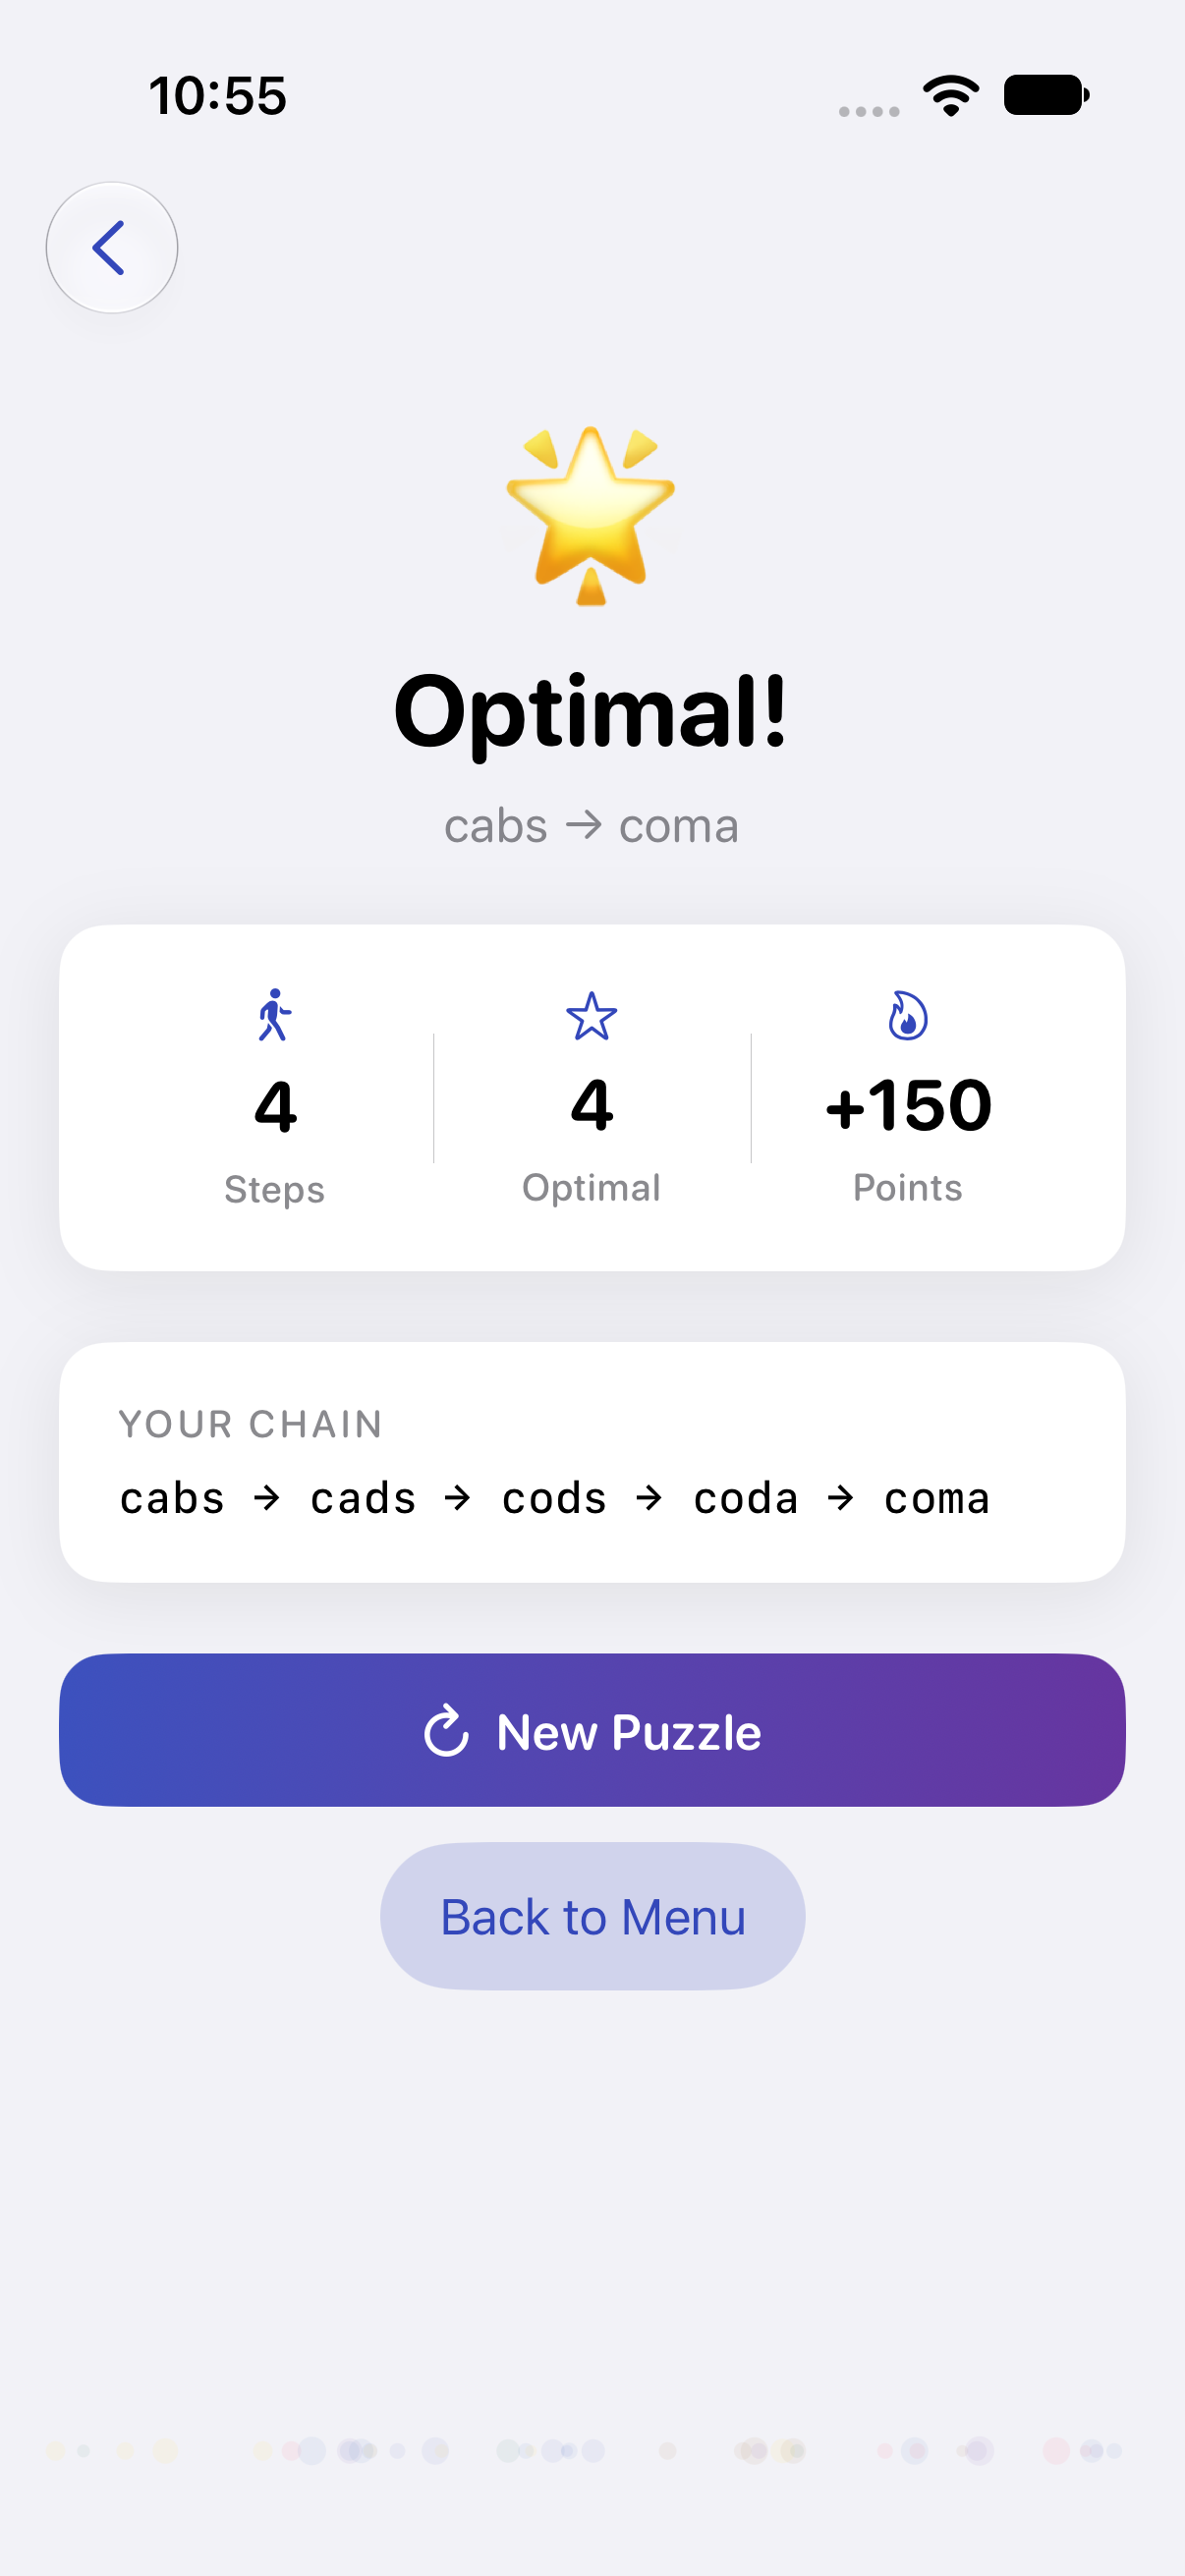 10:55
Optimal!
cabs → coma
4
Steps
4
Optimal
+150
Points
YOUR CHAIN
cabs → cads → cods → coda → coma
New Puzzle
Back to Menu